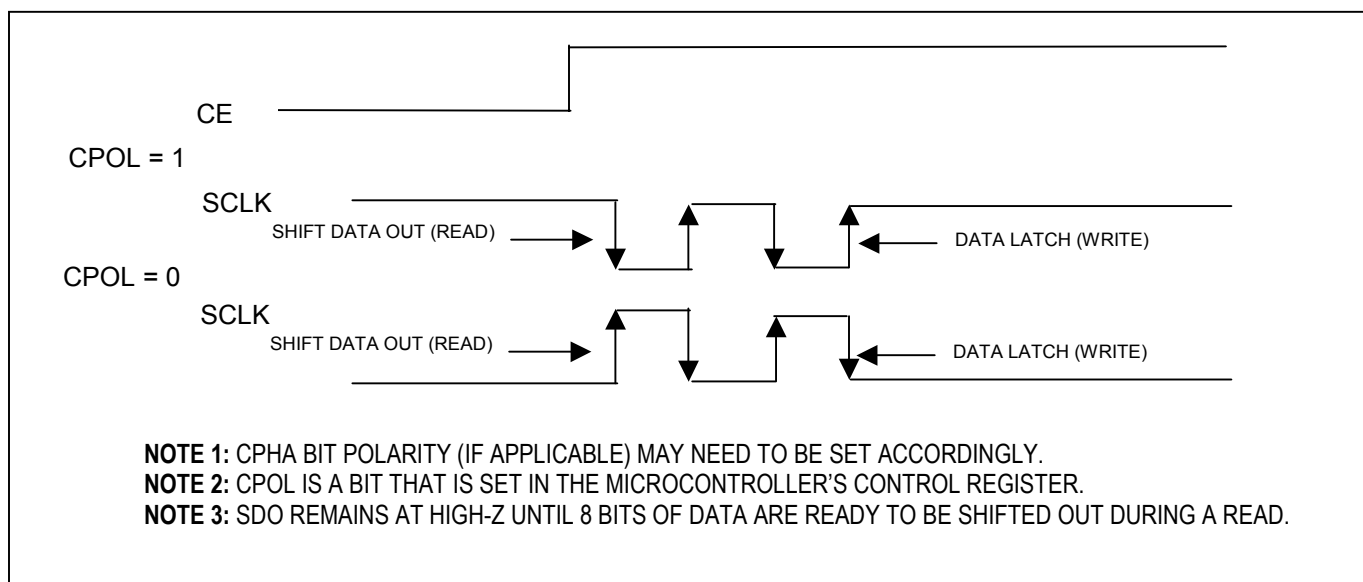 CE
CPOL = 1
SCLK
SHIFT DATA OUT (READ)
DATA LATCH (WRITE)
CPOL = 0
SCLK
SHIFT DATA OUT (READ)
DATA LATCH (WRITE)
NOTE 1: CPHA BIT POLARITY (IF APPLICABLE) MAY NEED TO BE SET ACCORDINGLY.
NOTE 2: CPOL IS A BIT THAT IS SET IN THE MICROCONTROLLER'S CONTROL REGISTER.
NOTE 3: SDO REMAINS AT HIGH-Z UNTIL 8 BITS OF DATA ARE READY TO BE SHIFTED OUT DURING A READ.